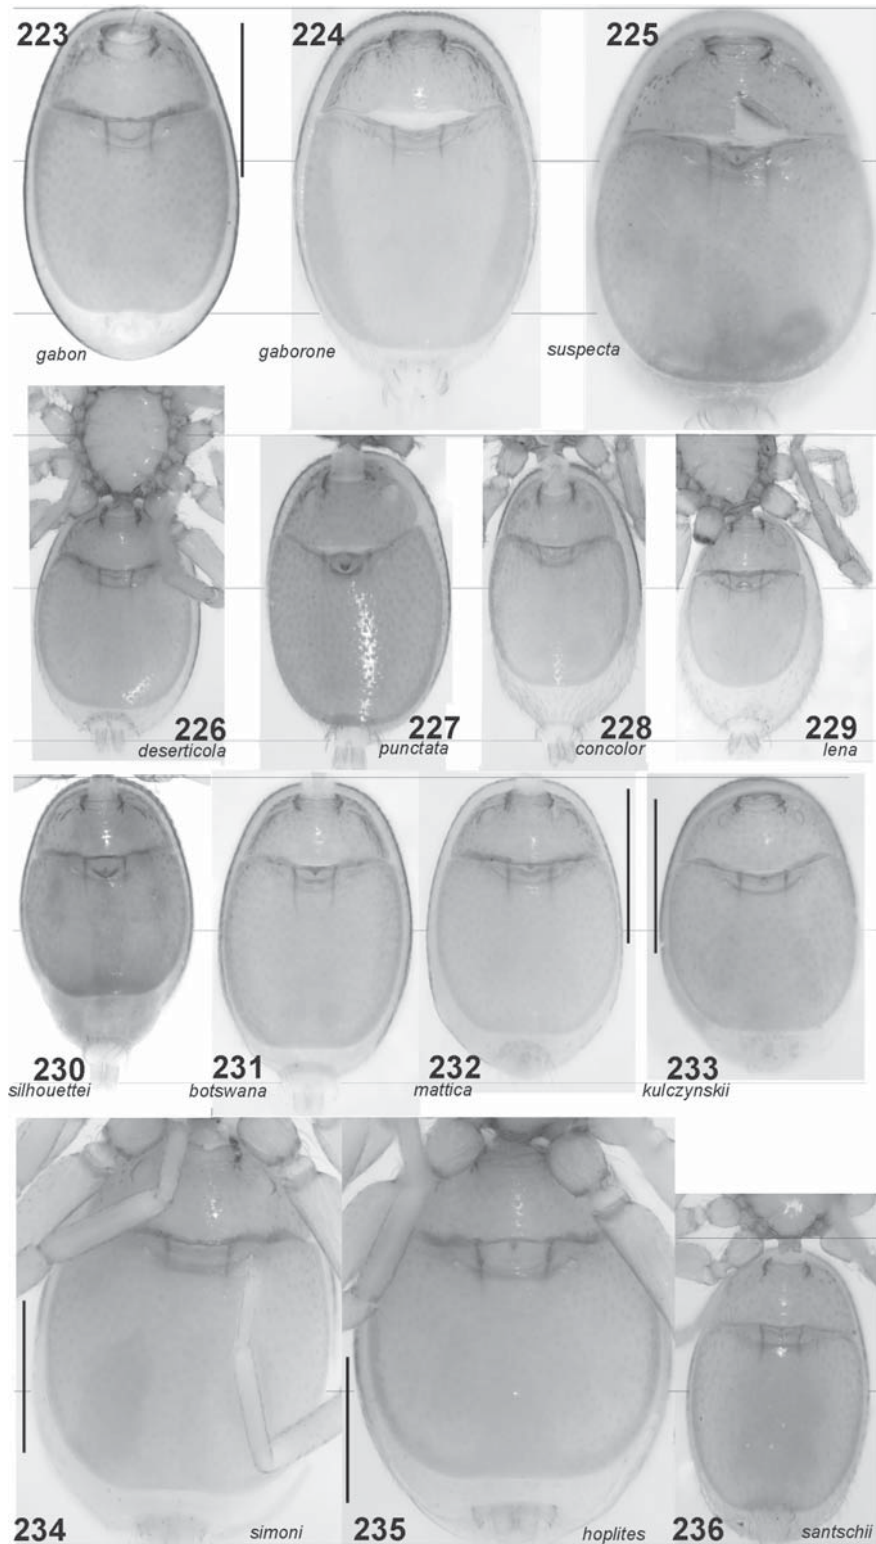 223 224 225
gabon gaborone suspecta
226 227 228 229
deserticola punctata concolor lena
230 231 232 233
silhouettei botswana mattica kulczynskii
234 235 236
simoni hoplites santschii